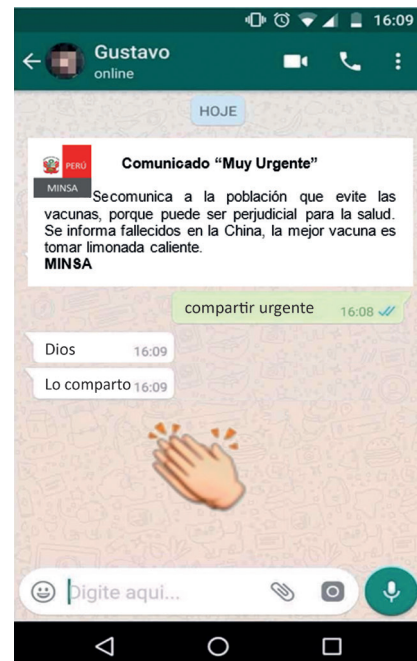 16:09
Gustavo
online
HOJE
PERÚ
MINSA
Comunicado “Muy Urgente”
Secomunica a la población que evite las
vacunas, porque puede ser perjudicial para la salud.
Se informa fallecidos en la China, la mejor vacuna es
tomar limonada caliente.
MINSA
compartir urgente 16:08
Dios 16:09
Lo comparto 16:09
Digite aqui...